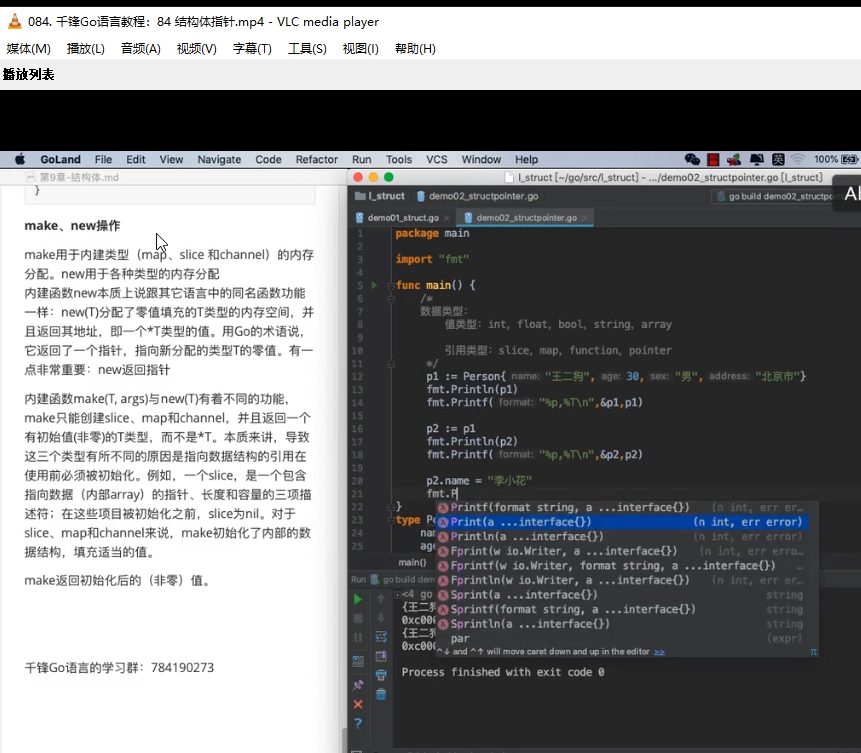 084. 千锋Go语言教程：84 结构体指针.mp4 - VLC media player
媒体(M) 播放(L) 音频(A) 视频(V) 字幕(T) 工具(S) 视图(I) 帮助(H)
播放列表
GoLand File Edit View Navigate Code Refactor Run Tools VCS Window Help 英 100%
第9章-结构体.md
}
make、new操作
make用于内建类型（map、slice 和channel）的内存
分配。new用于各种类型的内存分配
内建函数new本质上说跟其它语言中的同名函数功能
一样：new(T)分配了零值填充的T类型的内存空间，并
且返回其地址，即一个*T类型的值。用Go的术语说，
它返回了一个指针，指向新分配的类型T的零值。有一
点非常重要：new返回指针
内建函数make(T, args)与new(T)有着不同的功能，
make只能创建slice、map和channel，并且返回一个
有初始值(非零)的T类型，而不是*T。本质来讲，导致
这三个类型有所不同的原因是指向数据结构的引用在
使用前必须被初始化。例如，一个slice，是一个包含
指向数据（内部array）的指针、长度和容量的三项描
述符；在这些项目被初始化之前，slice为nil。对于
slice、map和channel来说，make初始化了内部的数
据结构，填充适当的值。
make返回初始化后的（非零）值。
千锋Go语言的学习群：784190273
l_struct [~/go/src/l_struct] - .../demo02_structpointer.go [l_struct]
l_struct demo02_structpointer.go go build demo02_structpo
Al
demo01_struct.go demo02_structpointer.go
1 package main
2
3 import "fmt"
4
5 func main() {
6 /*
7 数据类型：
8 值类型：int, float, bool, string, array
9
10 引用类型：slice, map, function, pointer
11 */
12 p1 := Person{ name: "王二狗", age: 30, sex: "男", address: "北京市"}
13 fmt.Println(p1)
14 fmt.Printf( format: "%p,%T\n",&p1,p1)
15
16 p2 := p1
17 fmt.Println(p2)
18 fmt.Printf( format: "%p,%T\n",&p2,p2)
19
20 p2.name = "李小花"
21 fmt.P
22 }
23 type Pe
24 nam
25 age
Printf(format string, a ...interface{}) (n int, err er…
Print(a ...interface{}) (n int, err error)
Println(a ...interface{}) (n int, err error)
Fprint(w io.Writer, a ...interface{}) (n int, err erro…
Fprintf(w io.Writer, format string, a ...interface{}) …
Fprintln(w io.Writer, a ...interface{}) (n int, err er…
Sprint(a ...interface{}) string
Sprintf(format string, a ...interface{}) string
Sprintln(a ...interface{}) string
par (expr)
^↓ and ^↑ will move caret down and up in the editor >> π
main()
Run go build dem
<4 go
{王二狗
0xc000
{王二狗
0xc000
Process finished with exit code 0